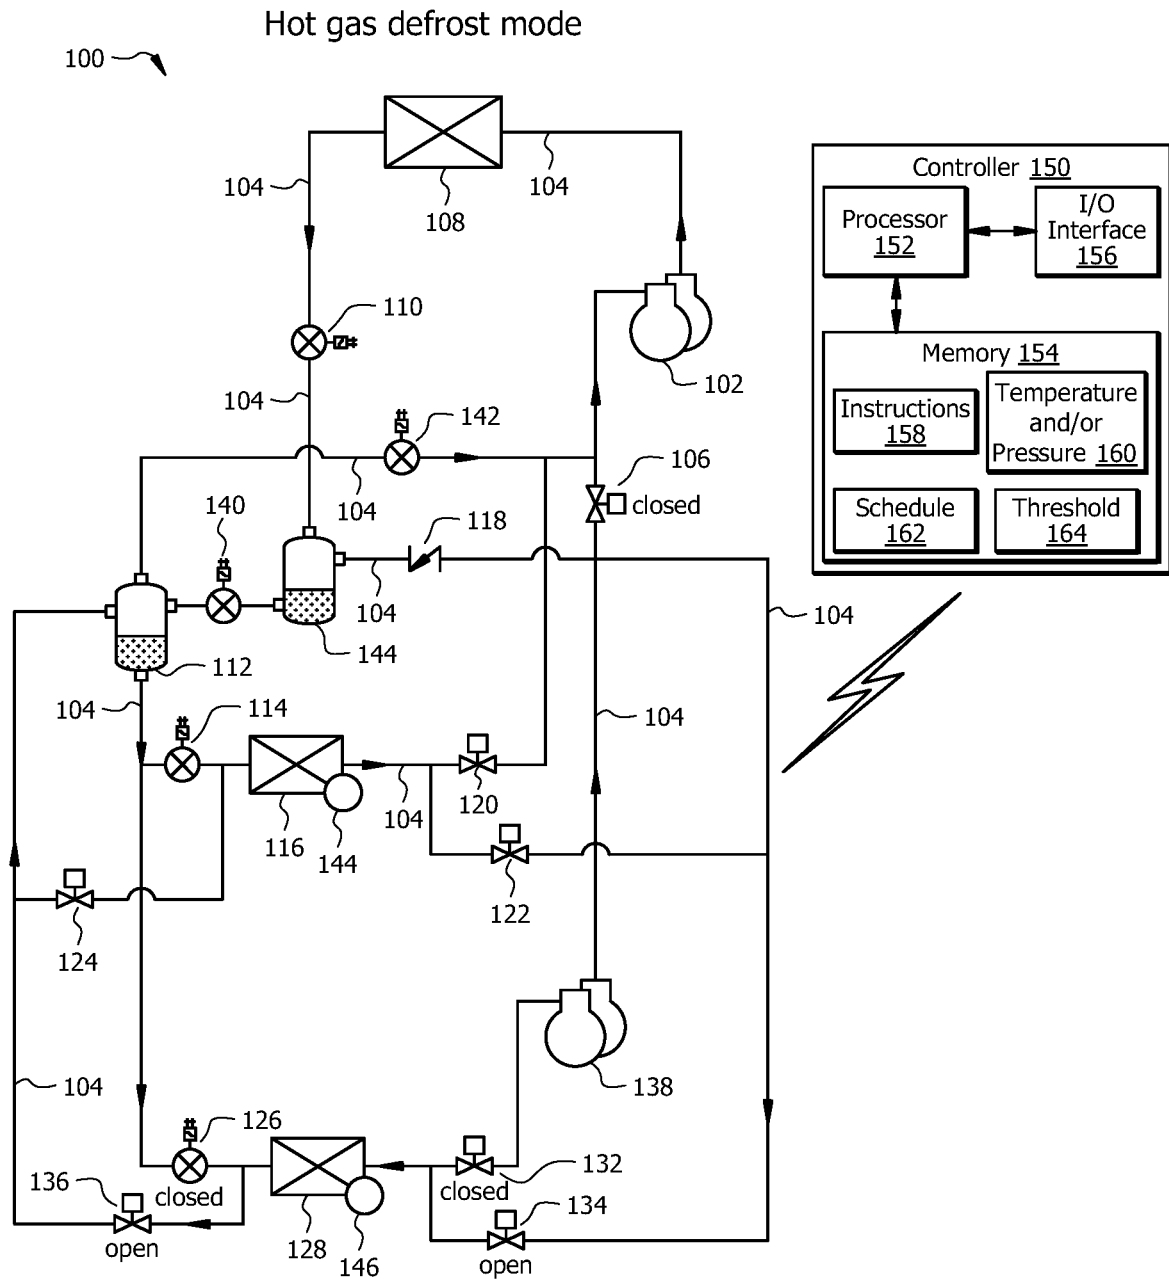 Hot gas defrost mode
100
104
104
108
Controller 150
Processor
152
I/O
Interface
156
110
102
Memory 154
104
Instructions
158
Temperature
and/or
Pressure 160
142
106
closed
104
140
118
Schedule
162
Threshold
164
104
104
144
112
104
114
104
104
120
116
144
122
124
138
104
126
closed
132
closed
136
open
134
open
128
146